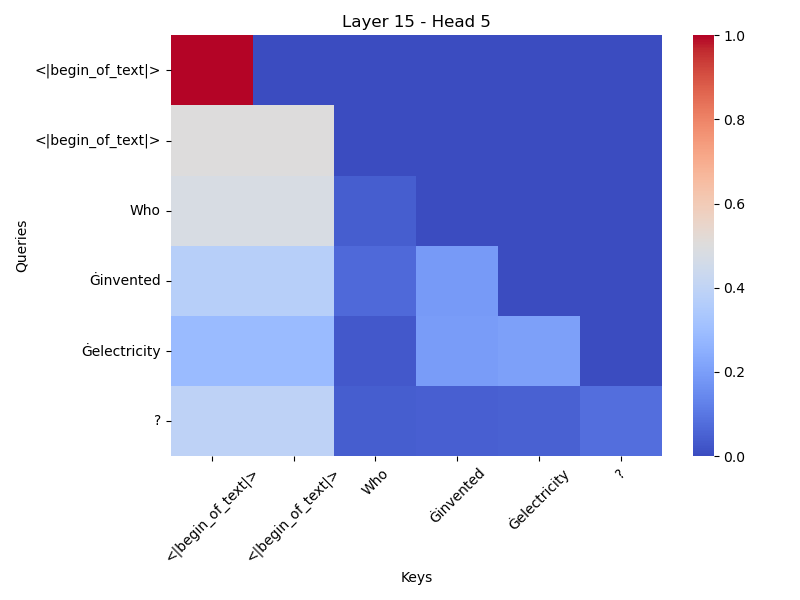 Layer 15 - Head 5
Queries
<|begin_of_text|>
<|begin_of_text|>
Who
Ġinvented
Ġelectricity
?
1.0
0.8
0.6
0.4
0.2
0.0
<|begin_of_text|>
<|begin_of_text|>
Who
Ġinvented
Ġelectricity
?
Keys